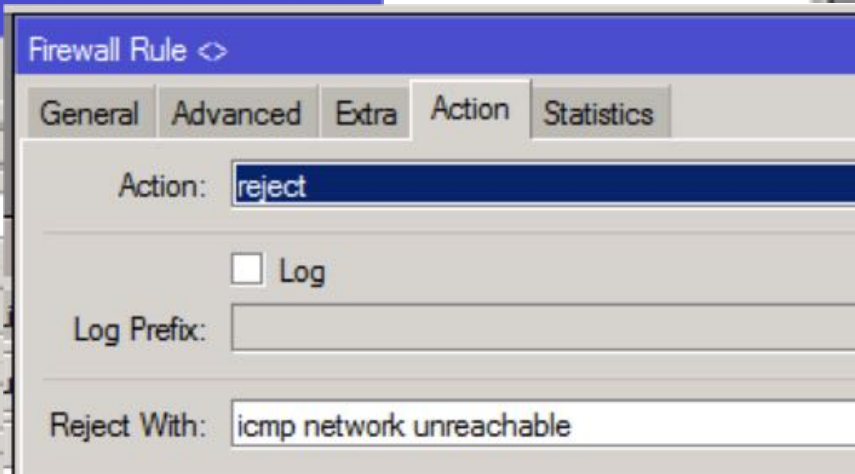 Firewall Rule <>
General Advanced Extra Action Statistics
Action: reject
Log
Log Prefix:
Reject With: icmp network unreachable